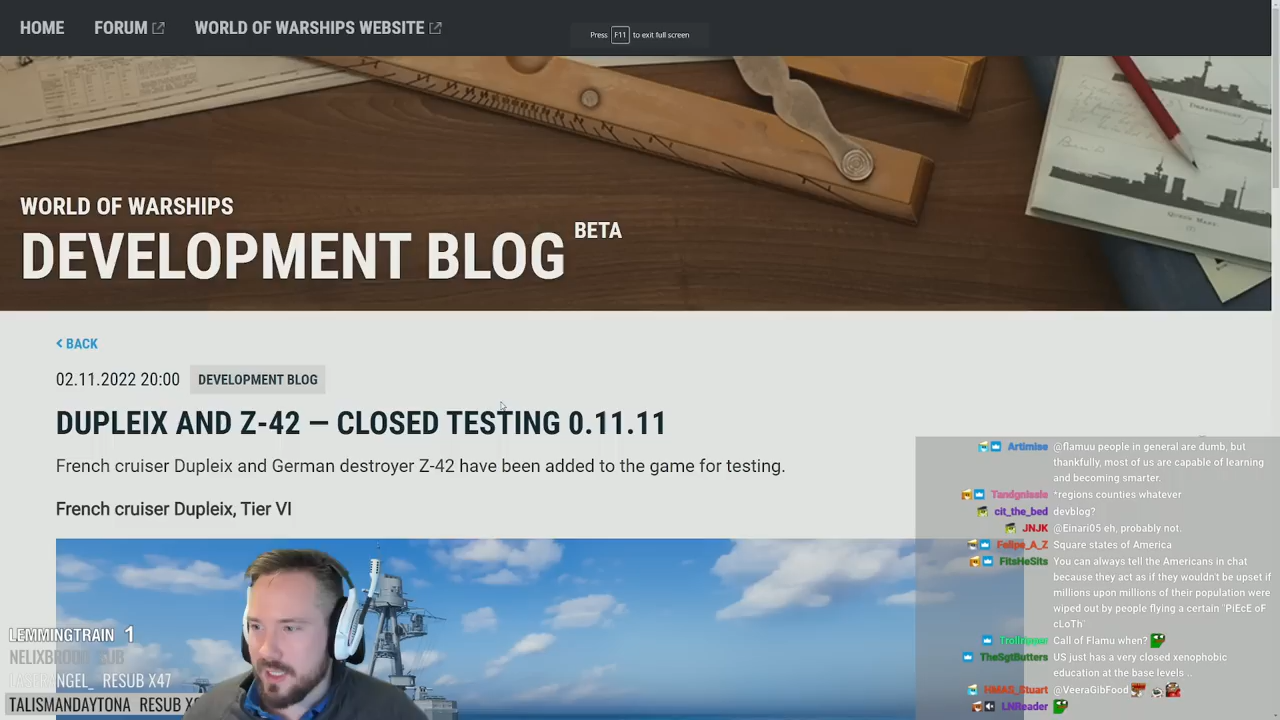 HOME FORUM WORLD OF WARSHIPS WEBSITE
Press F11 to exit full screen
WORLD OF WARSHIPS
DEVELOPMENT BLOG BETA
BACK
02.11.2022 20:00 DEVELOPMENT BLOG
DUPLEIX AND Z-42 — CLOSED TESTING 0.11.11
French cruiser Dupleix and German destroyer Z-42 have been added to the game for testing.
French cruiser Dupleix, Tier VI
Artimise @flamuu people in general are dumb, but
thankfully, most of us are capable of learning
and becoming smarter.
*regions counties whatever
cit_the_bed devblog?
JNJK @Einari05 eh, probably not.
Felipe_A_Z Square states of America
FitsHeSits You can always tell the Americans in chat
because they act as if they wouldn't be upset if
millions upon millions of their population were
wiped out by people flying a certain "PiEcE oF
cLoTh"
Call of Flamu when?
TheSgtButters US just has a very closed xenophobic
education at the base levels ..
HMAS_Stuart @VeeraGibFood
LNReader
LEMMINGTRAIN 1
SUB
RESUB X47
TALISMANDAYTONA RESUB